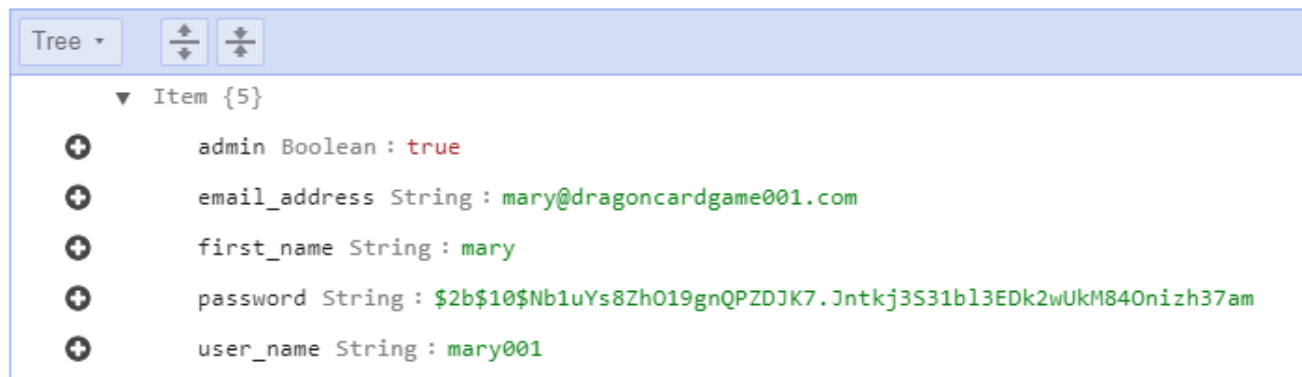 Tree
Item {5}
admin Boolean : true
email_address String : mary@dragoncardgame001.com
first_name String : mary
password String : $2b$10$Nb1uYs8ZhO19gnQPZDJK7.Jntkj3S31bl3EDk2wUkM84Onizh37am
user_name String : mary001